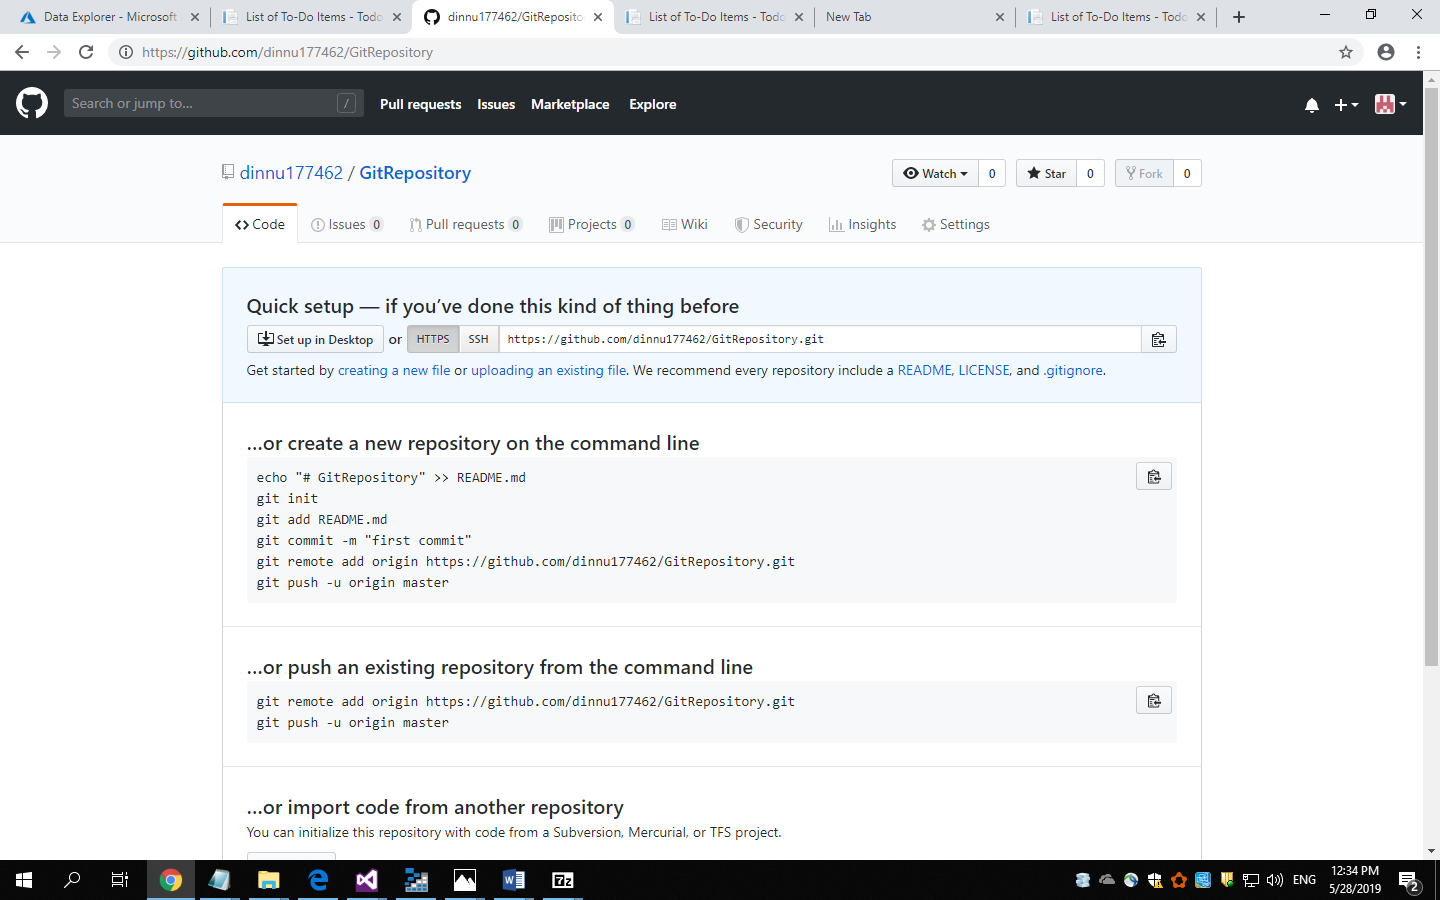 Data Explorer - Microsoft
List of To-Do Items - Todo
dinnu177462/GitReposito
List of To-Do Items - Todo
New Tab
List of To-Do Items - Todo
https://github.com/dinnu177462/GitRepository
Search or jump to...
/
Pull requests
Issues
Marketplace
Explore
dinnu177462 / GitRepository
Watch
0
Star
0
Fork
0
Code
Issues 0
Pull requests 0
Projects 0
Wiki
Security
Insights
Settings
Quick setup — if you’ve done this kind of thing before
Set up in Desktop
or
HTTPS
SSH
https://github.com/dinnu177462/GitRepository.git
Get started by creating a new file or uploading an existing file. We recommend every repository include a README, LICENSE, and .gitignore.
…or create a new repository on the command line
echo "# GitRepository" >> README.md
git init
git add README.md
git commit -m "first commit"
git remote add origin https://github.com/dinnu177462/GitRepository.git
git push -u origin master
…or push an existing repository from the command line
git remote add origin https://github.com/dinnu177462/GitRepository.git
git push -u origin master
…or import code from another repository
You can initialize this repository with code from a Subversion, Mercurial, or TFS project.
7z
ENG
12:34 PM
5/28/2019
2